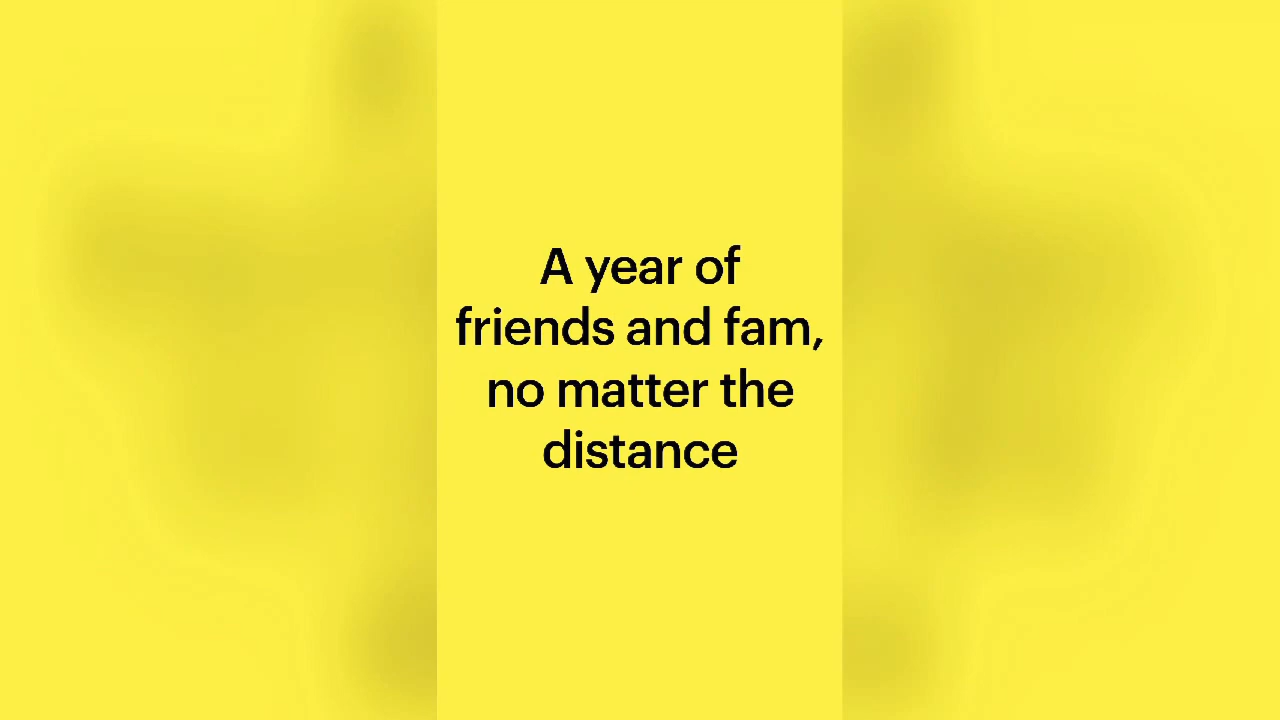 A year of
friends and fam,
no matter the
distance